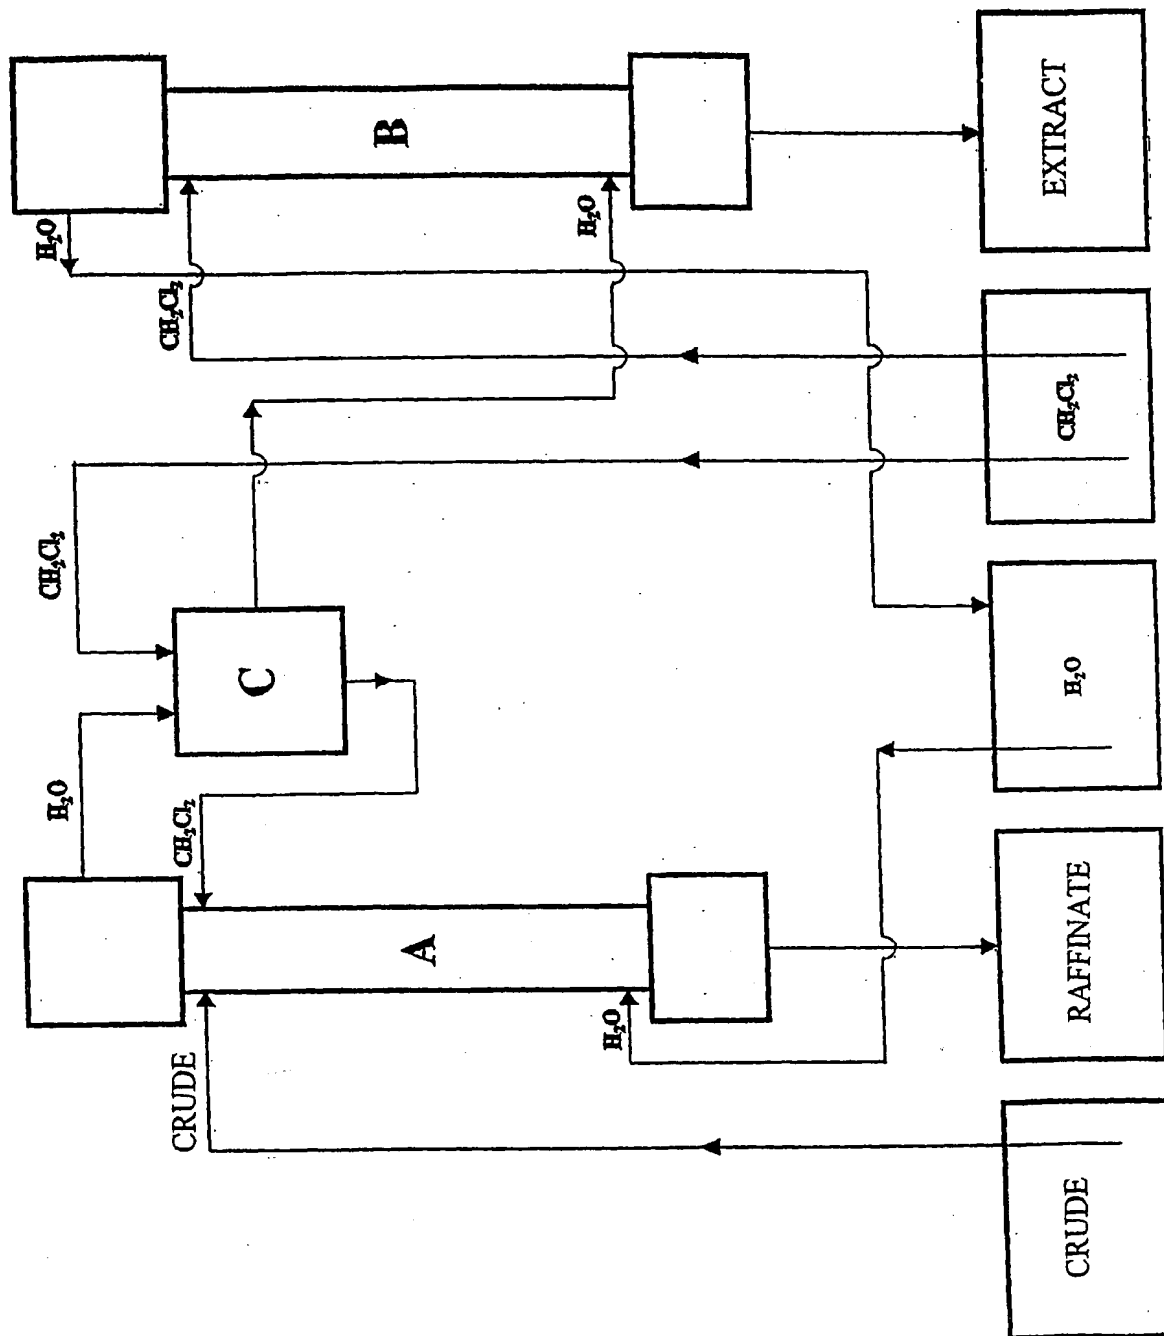 H₂O
CH₂Cl₂
B
H₂O
EXTRACT
CH₂Cl₂
CH₂Cl₂
C
H₂O
H₂O
CH₂Cl₂
A
RAFFINATE
H₂O
CRUDE
CRUDE